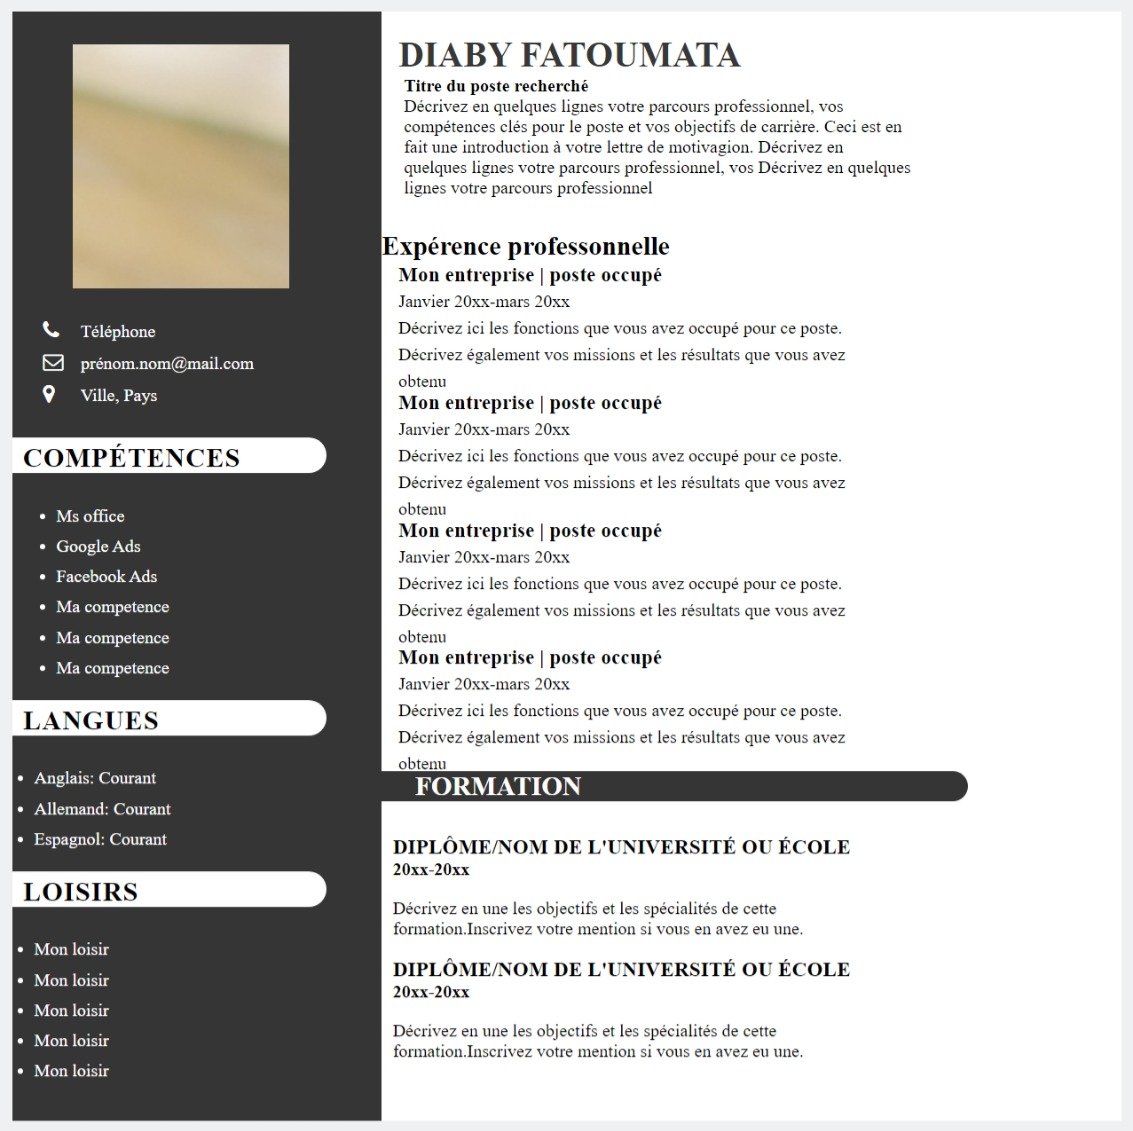 Téléphone
prénom.nom@mail.com
Ville, Pays
COMPÉTENCES
Ms office
Google Ads
Facebook Ads
Ma competence
Ma competence
Ma competence
LANGUES
Anglais: Courant
Allemand: Courant
Espagnol: Courant
LOISIRS
Mon loisir
Mon loisir
Mon loisir
Mon loisir
Mon loisir
DIABY FATOUMATA
Titre du poste recherché
Décrivez en quelques lignes votre parcours professionnel, vos
compétences clés pour le poste et vos objectifs de carrière. Ceci est en
fait une introduction à votre lettre de motivagion. Décrivez en
quelques lignes votre parcours professionnel, vos Décrivez en quelques
lignes votre parcours professionnel
Expérence professonnelle
Mon entreprise | poste occupé
Janvier 20xx-mars 20xx
Décrivez ici les fonctions que vous avez occupé pour ce poste.
Décrivez également vos missions et les résultats que vous avez
obtenu
Mon entreprise | poste occupé
Janvier 20xx-mars 20xx
Décrivez ici les fonctions que vous avez occupé pour ce poste.
Décrivez également vos missions et les résultats que vous avez
obtenu
Mon entreprise | poste occupé
Janvier 20xx-mars 20xx
Décrivez ici les fonctions que vous avez occupé pour ce poste.
Décrivez également vos missions et les résultats que vous avez
obtenu
Mon entreprise | poste occupé
Janvier 20xx-mars 20xx
Décrivez ici les fonctions que vous avez occupé pour ce poste.
Décrivez également vos missions et les résultats que vous avez
obtenu
FORMATION
DIPLÔME/NOM DE L'UNIVERSITÉ OU ÉCOLE
20xx-20xx
Décrivez en une les objectifs et les spécialités de cette
formation.Inscrivez votre mention si vous en avez eu une.
DIPLÔME/NOM DE L'UNIVERSITÉ OU ÉCOLE
20xx-20xx
Décrivez en une les objectifs et les spécialités de cette
formation.Inscrivez votre mention si vous en avez eu une.